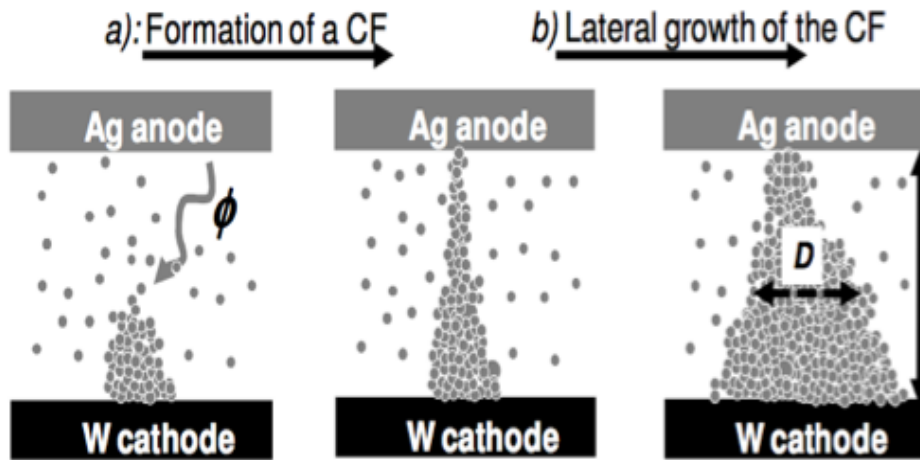 a): Formation of a CF
b) Lateral growth of the CF
Ag anode
Ag anode
Ag anode
ϕ
D
W cathode
W cathode
W cathode